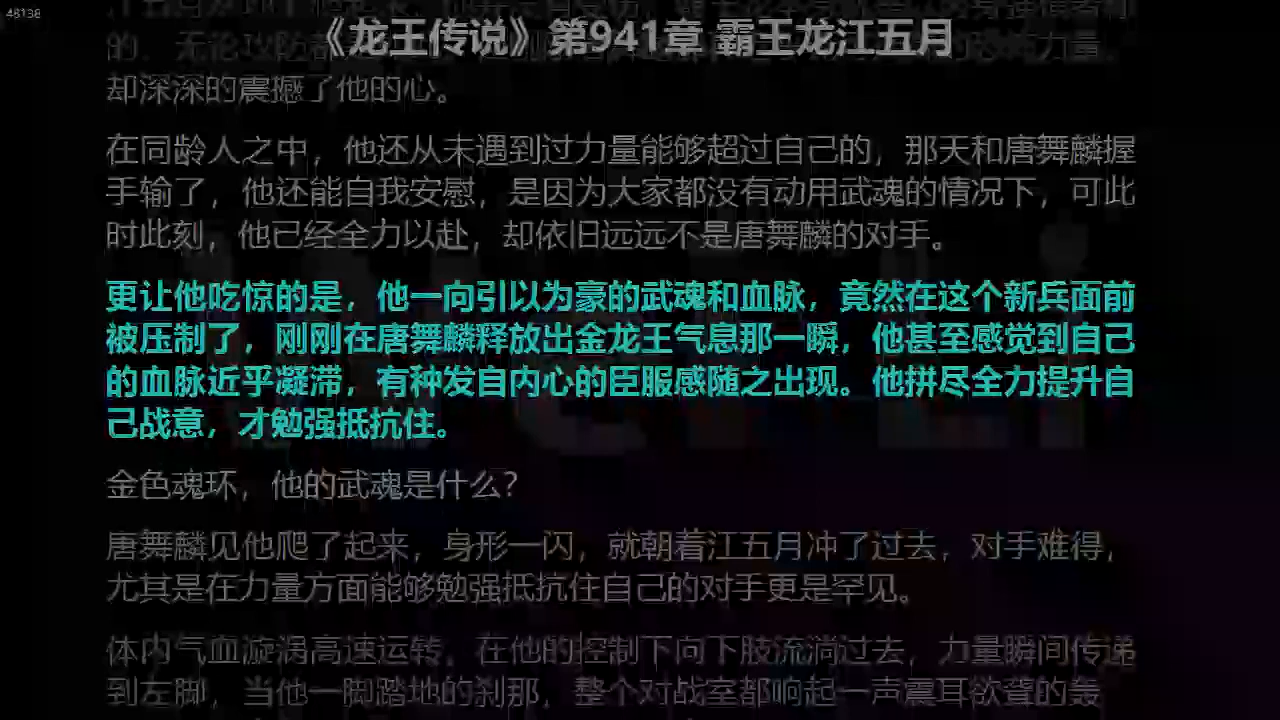 48138
《龙王传说》第941章 霸王龙江五月
却深深的震撼了他的心。
在同龄人之中，他还从未遇到过力量能够超过自己的，那天和唐舞麟握
手输了，他还能自我安慰，是因为大家都没有动用武魂的情况下，可此
时此刻，他已经全力以赴，却依旧远远不是唐舞麟的对手。
更让他吃惊的是，他一向引以为豪的武魂和血脉，竟然在这个新兵面前
被压制了，刚刚在唐舞麟释放出金龙王气息那一瞬，他甚至感觉到自己
的血脉近乎凝滞，有种发自内心的臣服感随之出现。他拼尽全力提升自
己战意，才勉强抵抗住。
金色魂环，他的武魂是什么？
唐舞麟见他爬了起来，身形一闪，就朝着江五月冲了过去，对手难得，
尤其是在力量方面能够勉强抵抗住自己的对手更是罕见。
体内气血漩涡高速运转，在他的控制下向下肢流淌过去，力量瞬间传递
到左脚，当他一脚踏地的刹那，整个对战室都响起一声震耳欲聋的轰